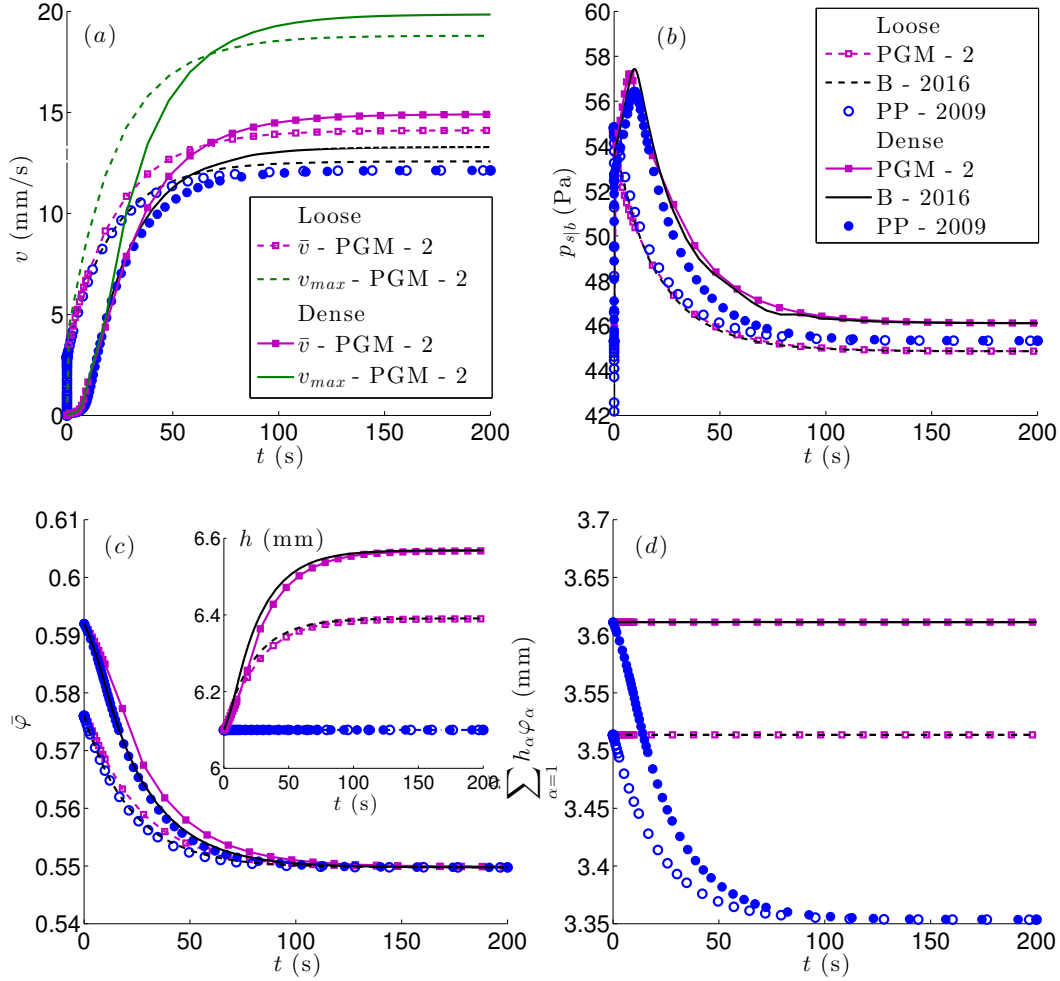 20
15
10
5
0
v (mm/s)
(a)
Loose
v̄ - PGM - 2
v_max - PGM - 2
Dense
v̄ - PGM - 2
v_max - PGM - 2
0 50 100 150 200
t (s)
60
58
56
54
52
50
48
46
44
42
p_s|b (Pa)
(b)
Loose
PGM - 2
B - 2016
PP - 2009
Dense
PGM - 2
B - 2016
PP - 2009
0 50 100 150 200
t (s)
0.61
0.6
0.59
0.58
0.57
0.56
0.55
0.54
φ̄
(c)
h (mm)
6.6
6.4
6.2
6
0 50 100 150 200
t (s)
0 50 100 150 200
t (s)
3.7
3.65
3.6
3.55
3.5
3.45
3.4
3.35
∑ h_α φ_α (mm)
α=1
(d)
0 50 100 150 200
t (s)